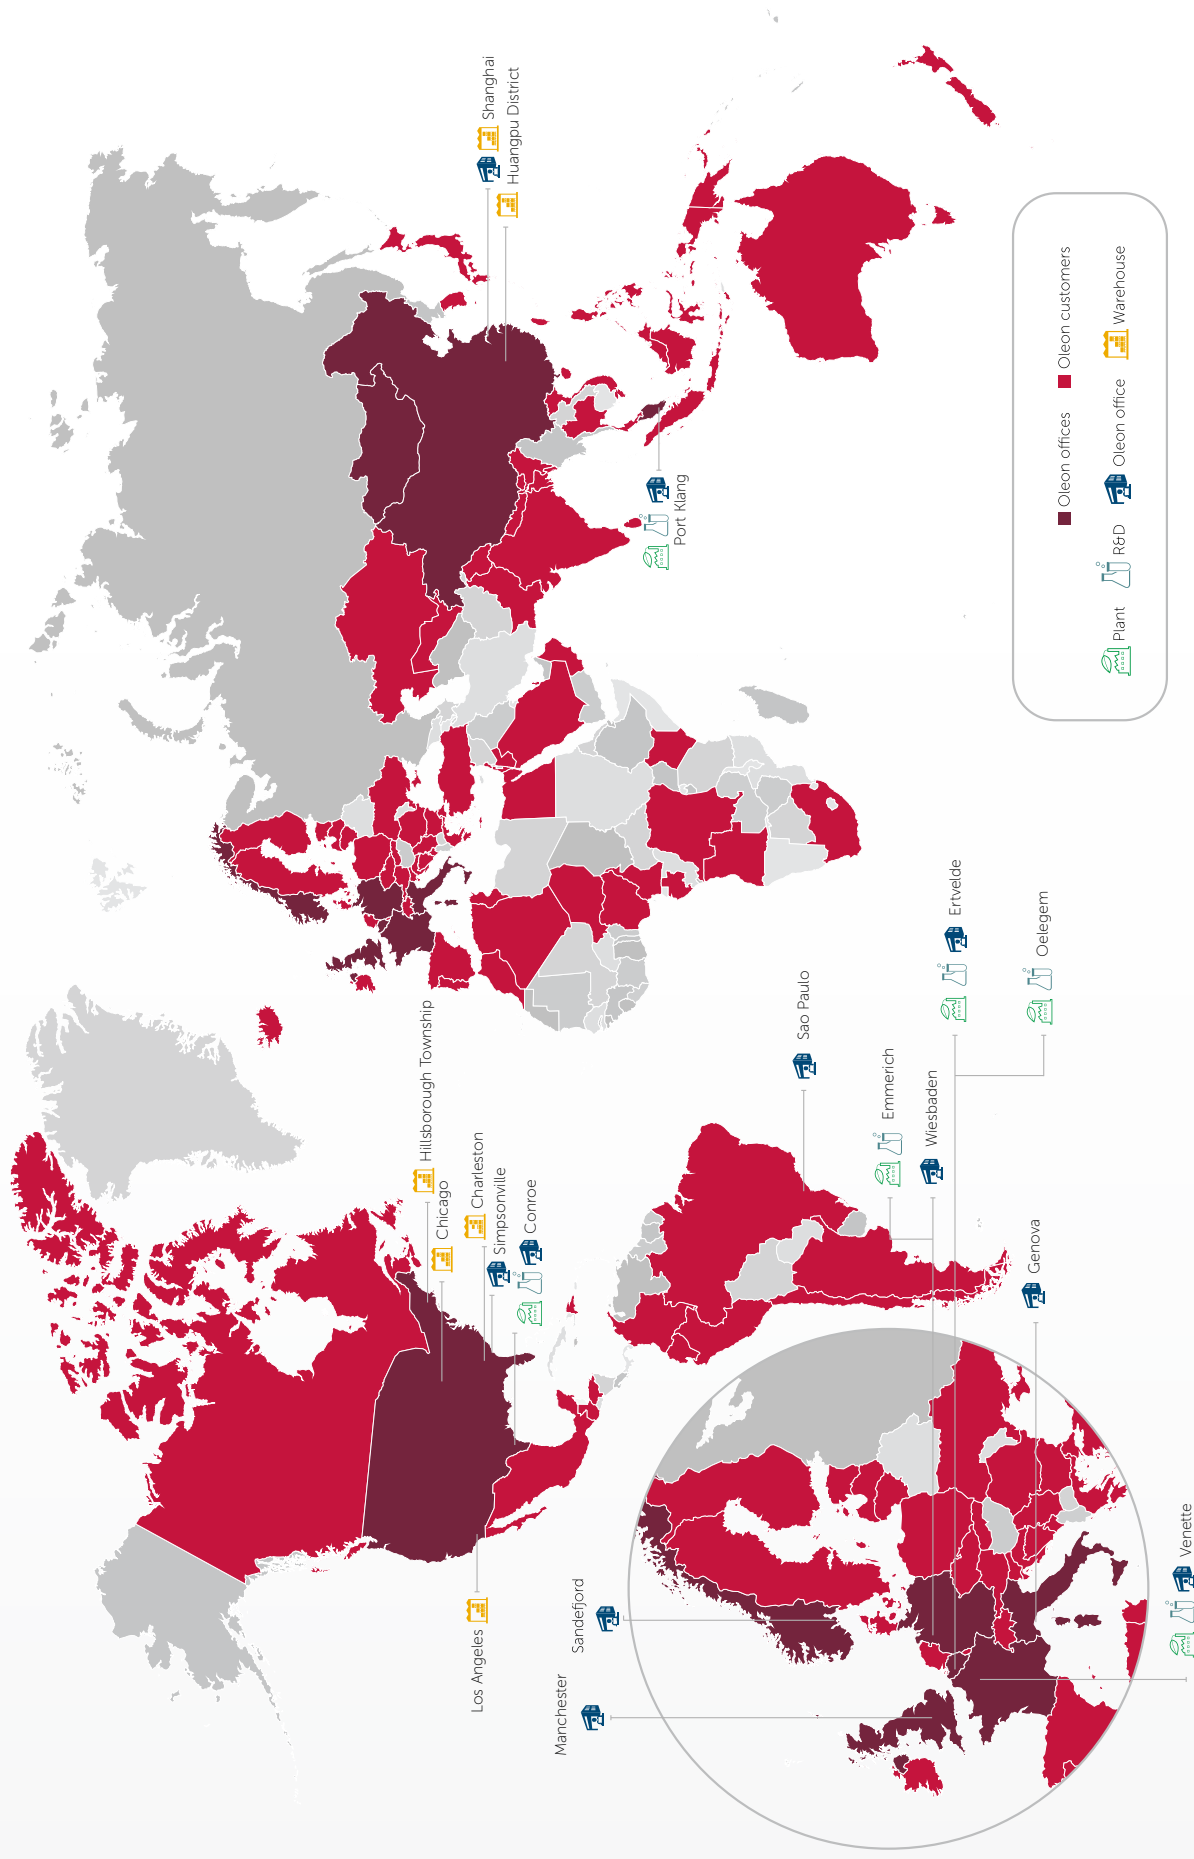 Hillsborough Township
Chicago
Charleston
Simpsonville
Conroe
Los Angeles
Sao Paulo
Shanghai
Huangpu District
Port Klang
Manchester
Sandefjord
Emmerich
Wiesbaden
Ertvelde
Oelegem
Genova
Venette
Oleon offices
Oleon customers
Plant
R&D
Oleon office
Warehouse